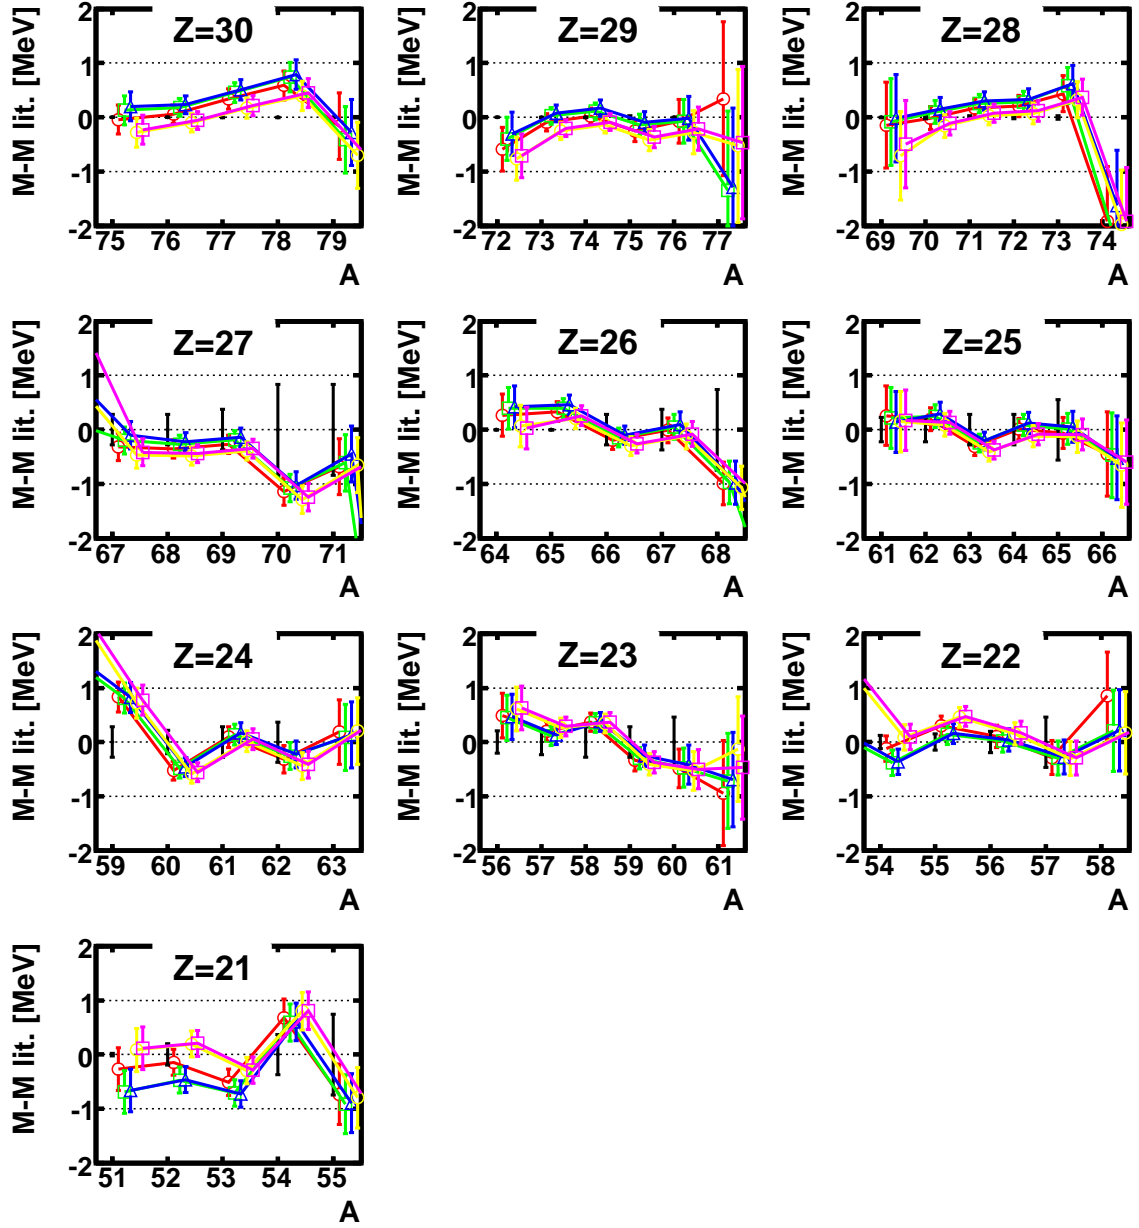 M-M lit. [MeV]
2
1
0
-1
-2
Z=30
75 76 77 78 79
A
M-M lit. [MeV]
2
1
0
-1
-2
Z=29
72 73 74 75 76 77
A
M-M lit. [MeV]
2
1
0
-1
-2
Z=28
69 70 71 72 73 74
A
M-M lit. [MeV]
2
1
0
-1
-2
Z=27
67 68 69 70 71
A
M-M lit. [MeV]
2
1
0
-1
-2
Z=26
64 65 66 67 68
A
M-M lit. [MeV]
2
1
0
-1
-2
Z=25
61 62 63 64 65 66
A
M-M lit. [MeV]
2
1
0
-1
-2
Z=24
59 60 61 62 63
A
M-M lit. [MeV]
2
1
0
-1
-2
Z=23
56 57 58 59 60 61
A
M-M lit. [MeV]
2
1
0
-1
-2
Z=22
54 55 56 57 58
A
M-M lit. [MeV]
2
1
0
-1
-2
Z=21
51 52 53 54 55
A